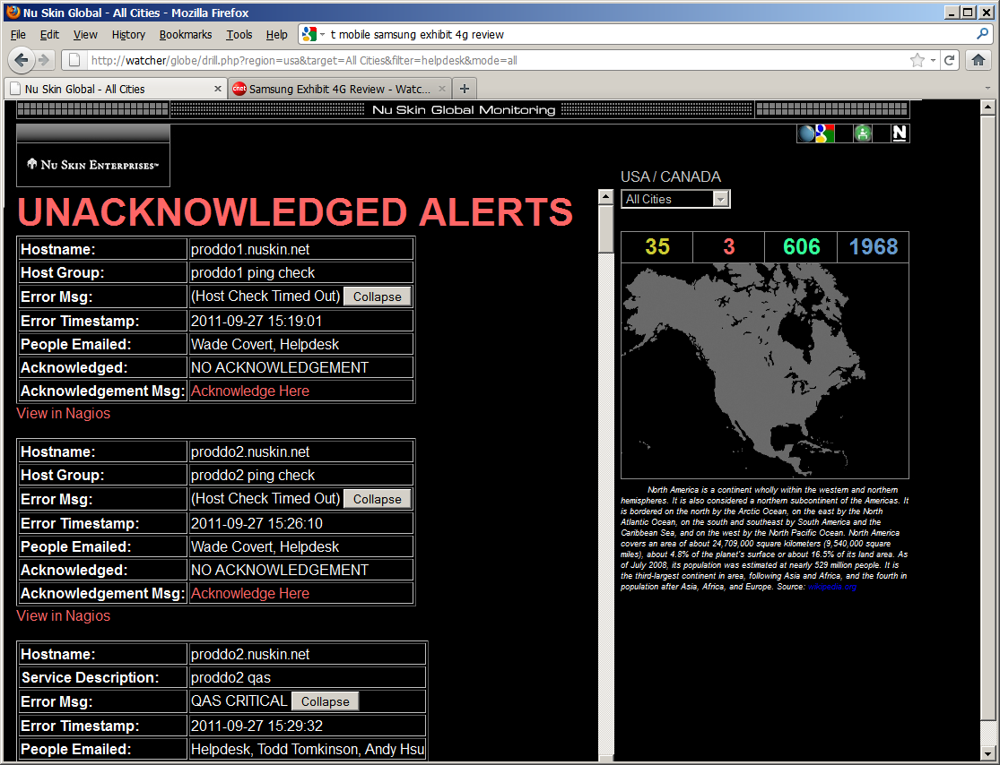 Nu Skin Global - All Cities - Mozilla Firefox
File Edit View History Bookmarks Tools Help
t mobile samsung exhibit 4g review
http://watcher/globe/drill.php?region=usa&target=All Cities&filter=helpdesk&mode=all
Nu Skin Global - All Cities
cnet Samsung Exhibit 4G Review - Watc...
Nu Skin Global Monitoring
N
NU SKIN ENTERPRISES™
UNACKNOWLEDGED ALERTS
Hostname: proddo1.nuskin.net
Host Group: proddo1 ping check
Error Msg: (Host Check Timed Out) Collapse
Error Timestamp: 2011-09-27 15:19:01
People Emailed: Wade Covert, Helpdesk
Acknowledged: NO ACKNOWLEDGEMENT
Acknowledgement Msg: Acknowledge Here
View in Nagios
Hostname: proddo2.nuskin.net
Host Group: proddo2 ping check
Error Msg: (Host Check Timed Out) Collapse
Error Timestamp: 2011-09-27 15:26:10
People Emailed: Wade Covert, Helpdesk
Acknowledged: NO ACKNOWLEDGEMENT
Acknowledgement Msg: Acknowledge Here
View in Nagios
Hostname: proddo2.nuskin.net
Service Description: proddo2 qas
Error Msg: QAS CRITICAL Collapse
Error Timestamp: 2011-09-27 15:29:32
People Emailed: Helpdesk, Todd Tomkinson, Andy Hsu
USA / CANADA
All Cities
35 3 606 1968
North America is a continent wholly within the western and northern
hemispheres. It is also considered a northern subcontinent of the Americas. It
is bordered on the north by the Arctic Ocean, on the east by the North
Atlantic Ocean, on the south and southeast by South America and the
Caribbean Sea, and on the west by the North Pacific Ocean. North America
covers an area of about 24,709,000 square kilometers (9,540,000 square
miles), about 4.8% of the planet's surface or about 16.5% of its land area. As
of July 2008, its population was estimated at nearly 529 million people. It is
the third-largest continent in area, following Asia and Africa, and the fourth in
population after Asia, Africa, and Europe. Source: